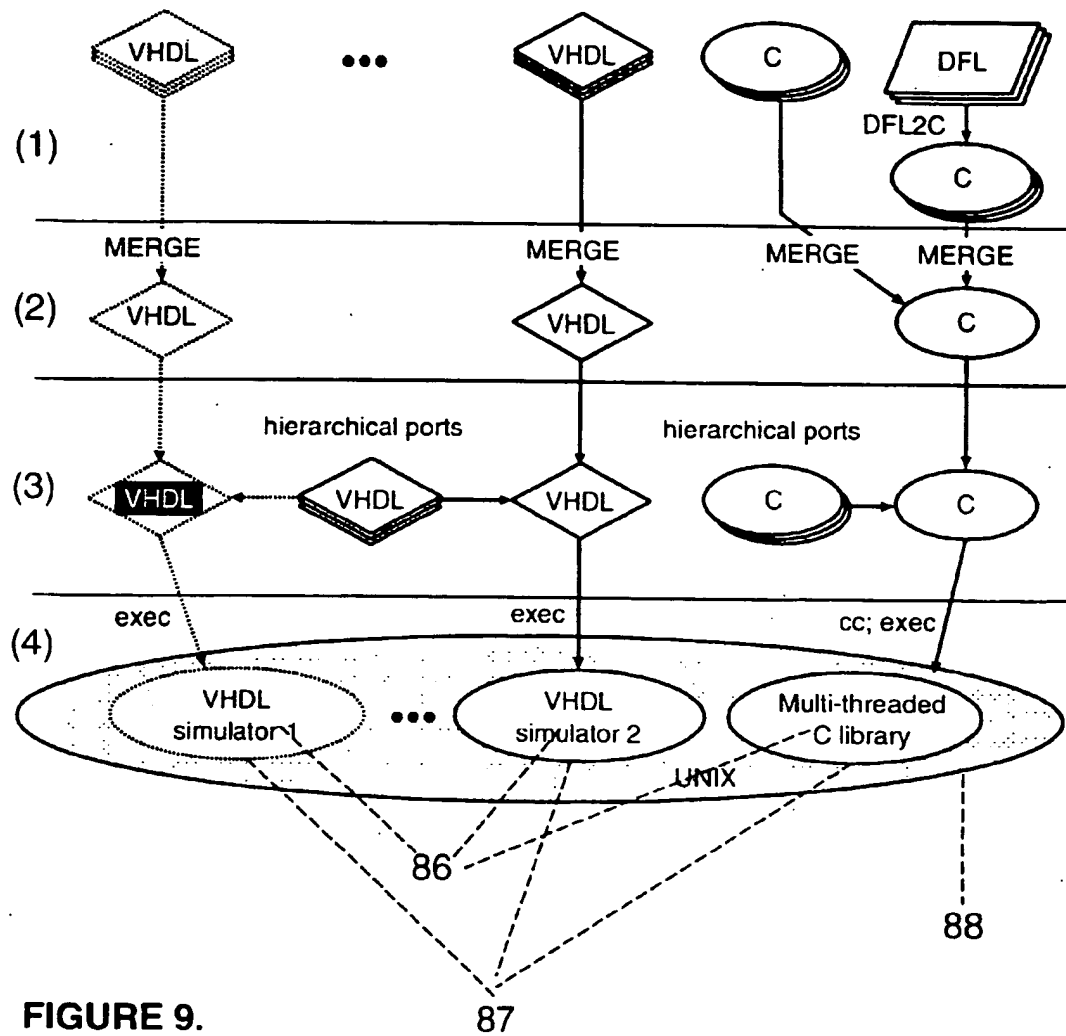 VHDL
VHDL
C
DFL
DFL2C
C
(1)
MERGE
MERGE
MERGE
MERGE
(2)
VHDL
VHDL
C
hierarchical ports
hierarchical ports
(3)
VHDL
VHDL
VHDL
C
C
exec
exec
cc; exec
(4)
VHDL
simulator 1
VHDL
simulator 2
Multi-threaded
C library
UNIX
86
88
FIGURE 9.
87